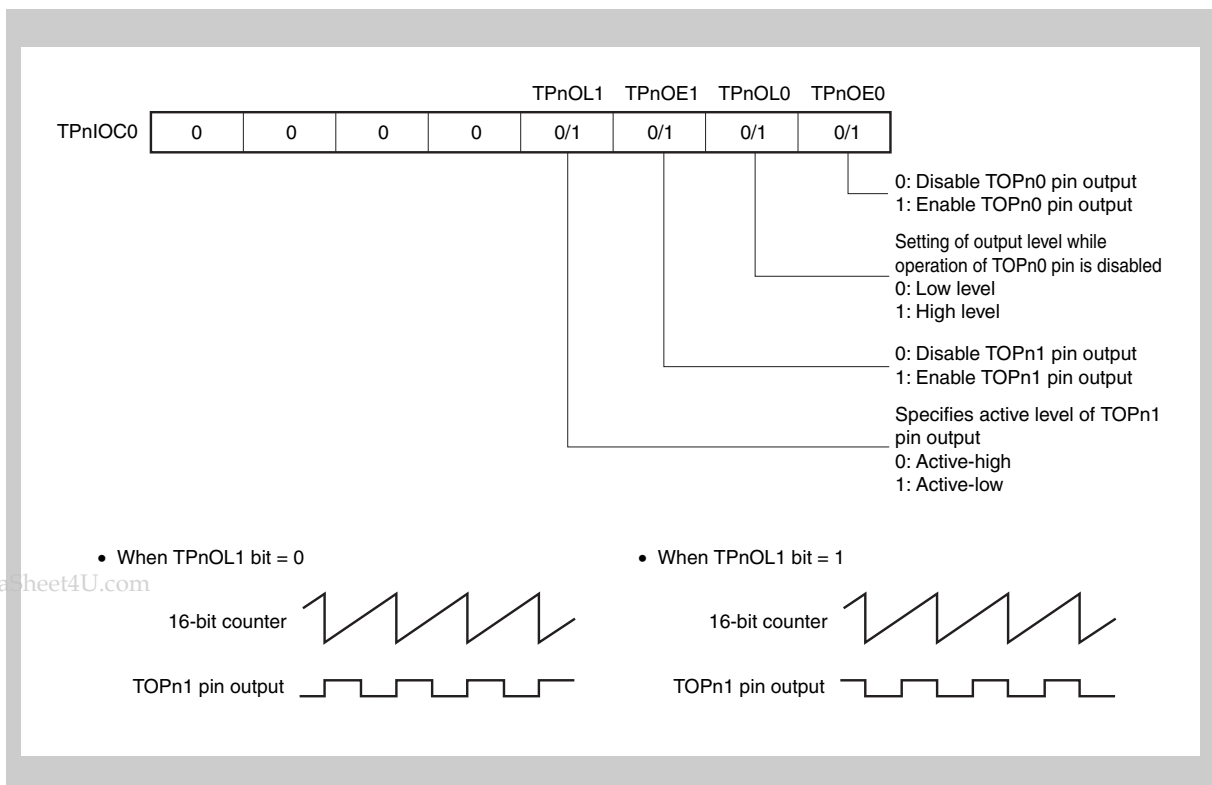 TPnOL1 TPnOE1 TPnOL0 TPnOE0
TPnIOC0 0 0 0 0 0/1 0/1 0/1 0/1
0: Disable TOPn0 pin output
1: Enable TOPn0 pin output
Setting of output level while
operation of TOPn0 pin is disabled
0: Low level
1: High level
0: Disable TOPn1 pin output
1: Enable TOPn1 pin output
Specifies active level of TOPn1
pin output
0: Active-high
1: Active-low
• When TPnOL1 bit = 0
16-bit counter
TOPn1 pin output
• When TPnOL1 bit = 1
16-bit counter
TOPn1 pin output
aSheet4U.com